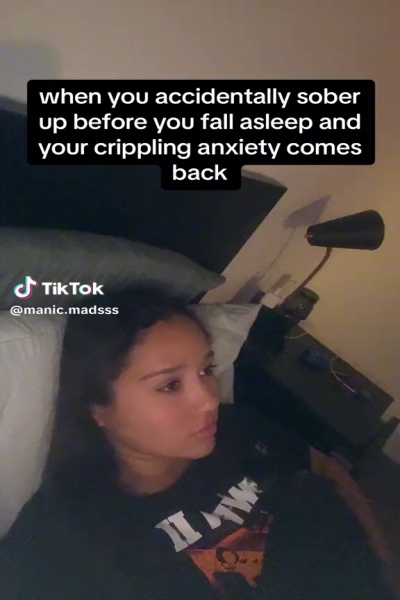 when you accidentally sober
up before you fall asleep and
your crippling anxiety comes
back
TikTok
@manic.madsss